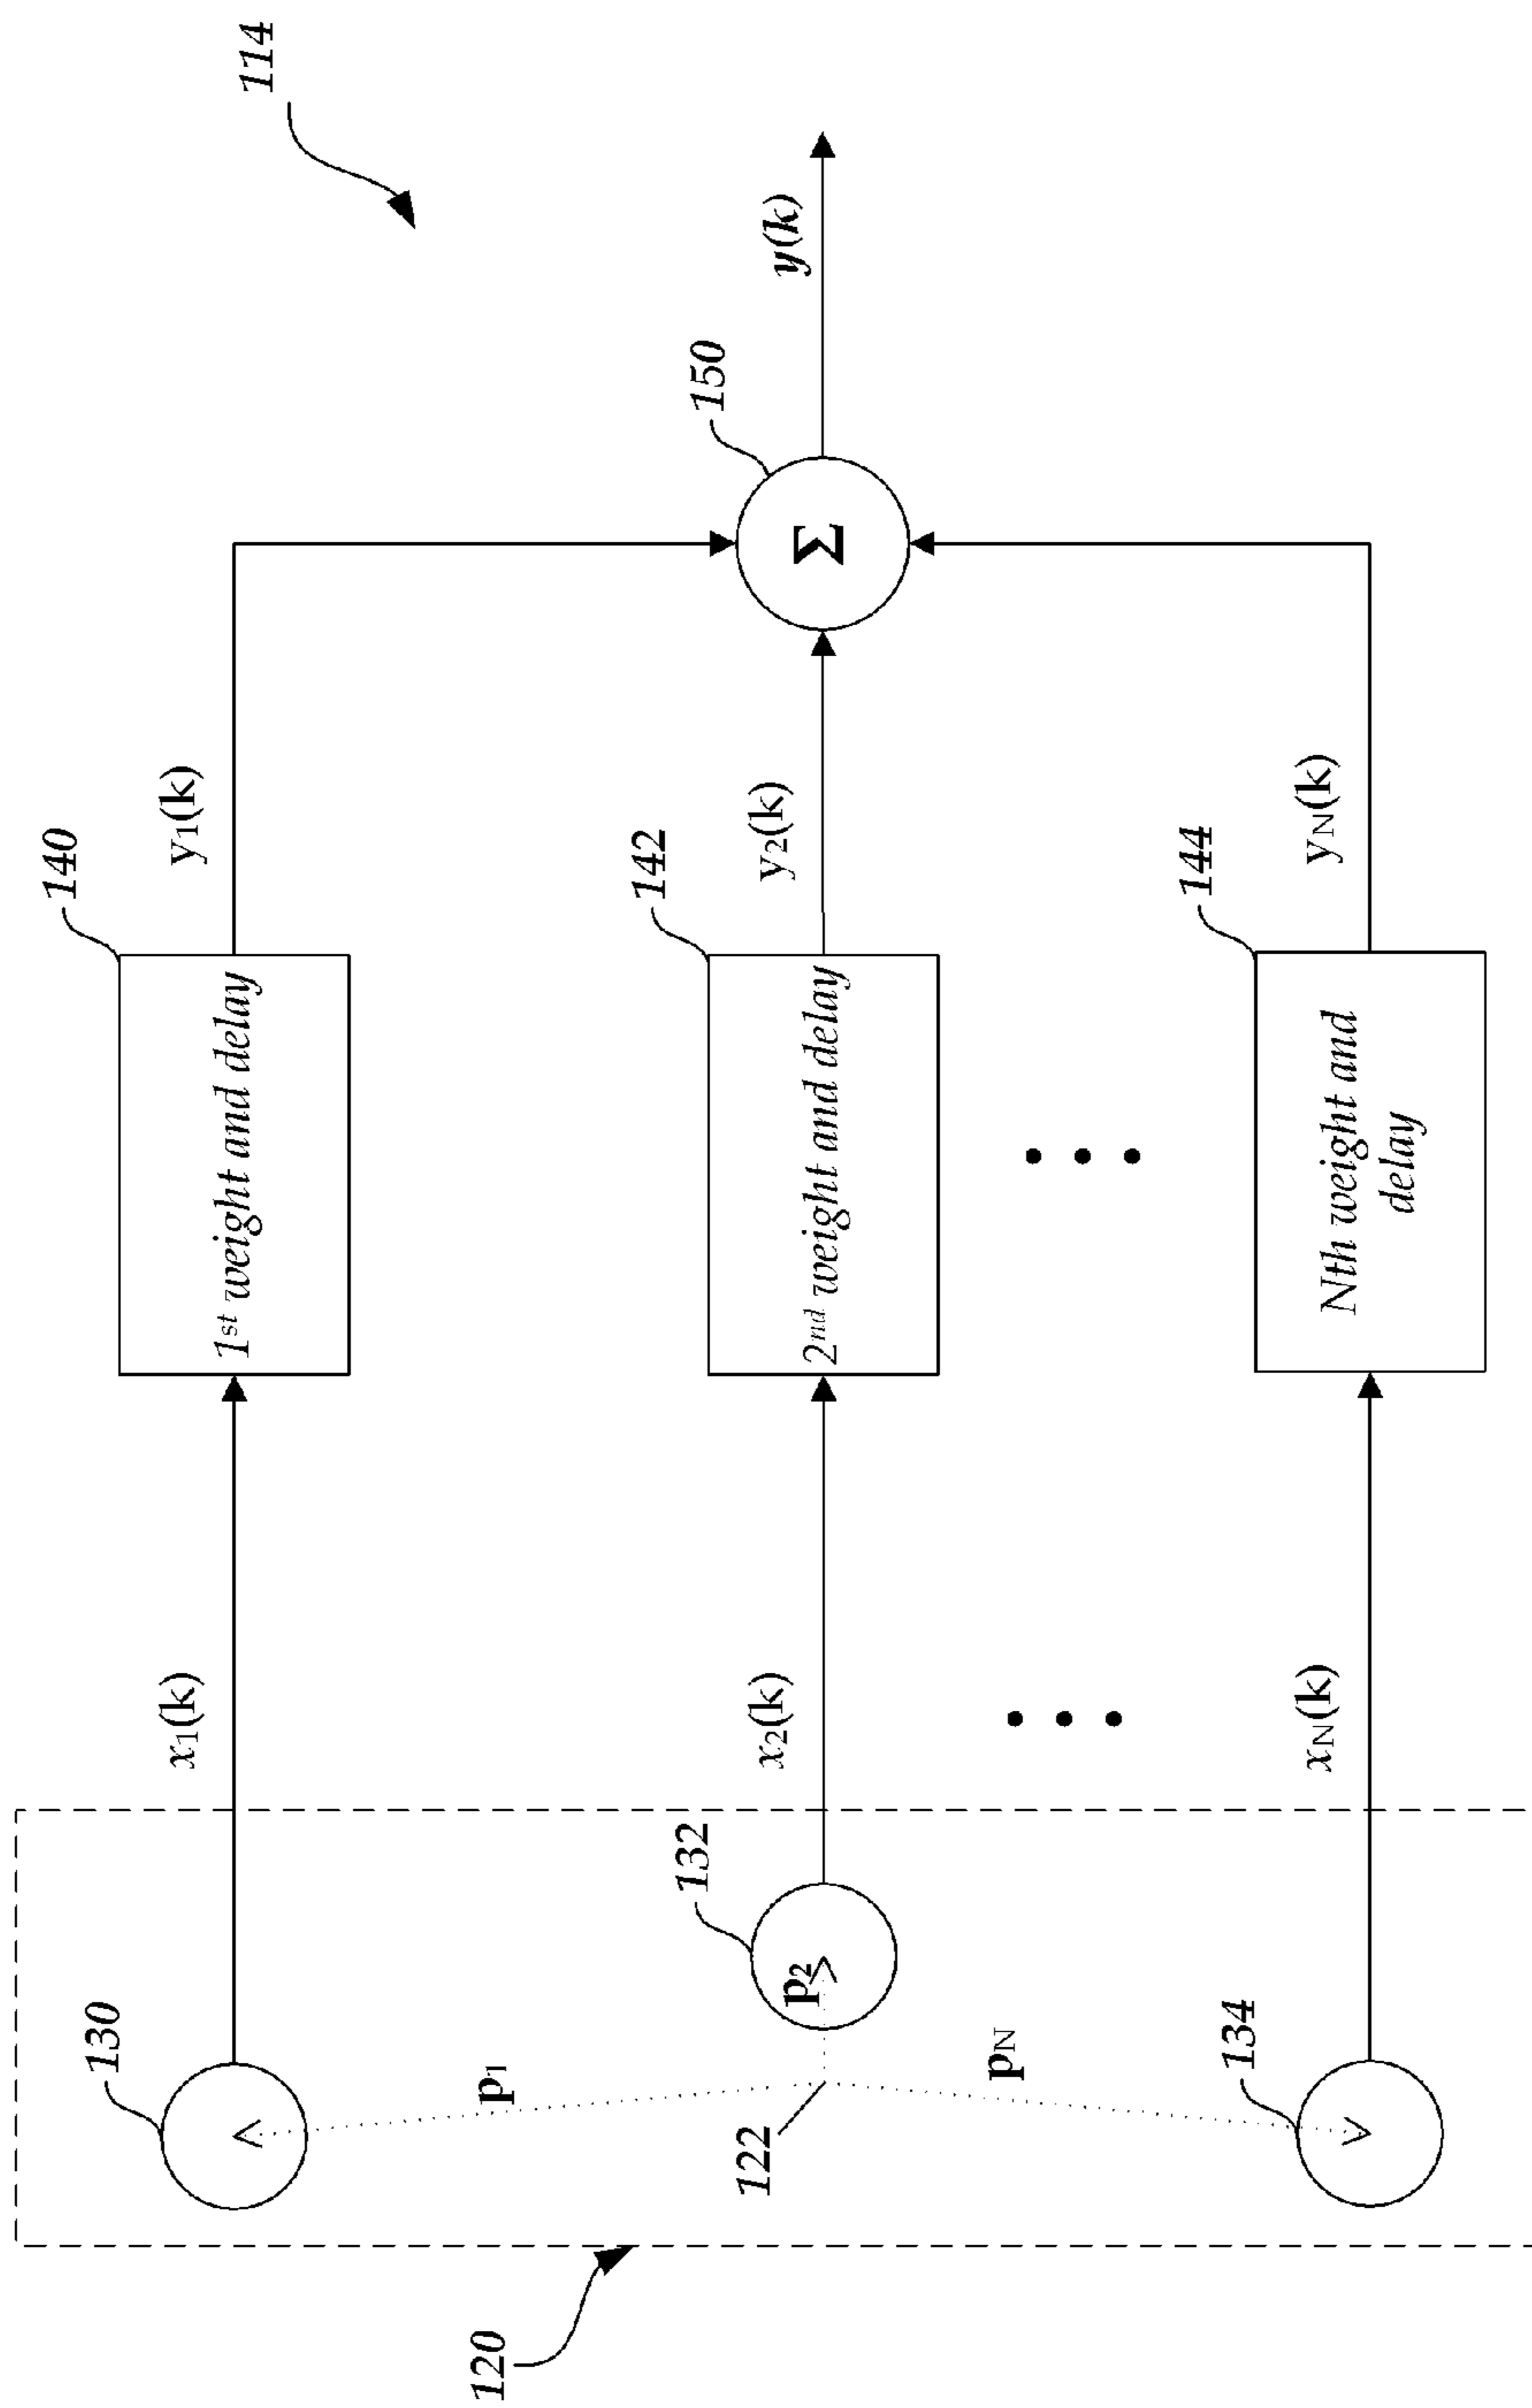 114
140
y1(k)
x1(k)
1st weight and delay
130
p1
150
y(k)
Σ
142
y2(k)
x2(k)
2nd weight and delay
132
p2
122
120
pN
144
yN(k)
xN(k)
Nth weight and
delay
134